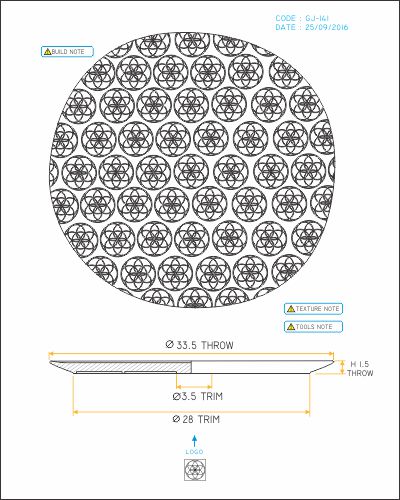 CODE : GJ-141
DATE : 25/09/2016
BUILD NOTE
TEXTURE NOTE
TOOLS NOTE
Ø 33.5 THROW
H 1.5
THROW
Ø3.5 TRIM
Ø 28 TRIM
LOGO